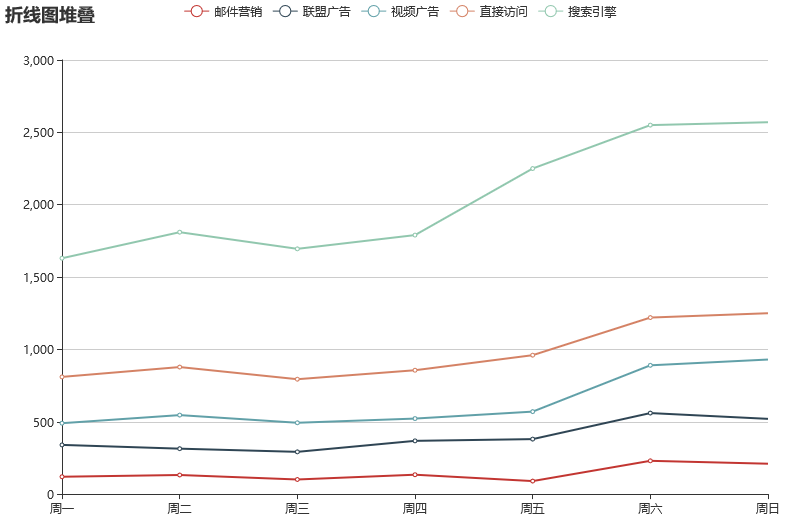 折线图堆叠
邮件营销 联盟广告 视频广告 直接访问 搜索引擎
3,000
2,500
2,000
1,500
1,000
500
0
周一 周二 周三 周四 周五 周六 周日